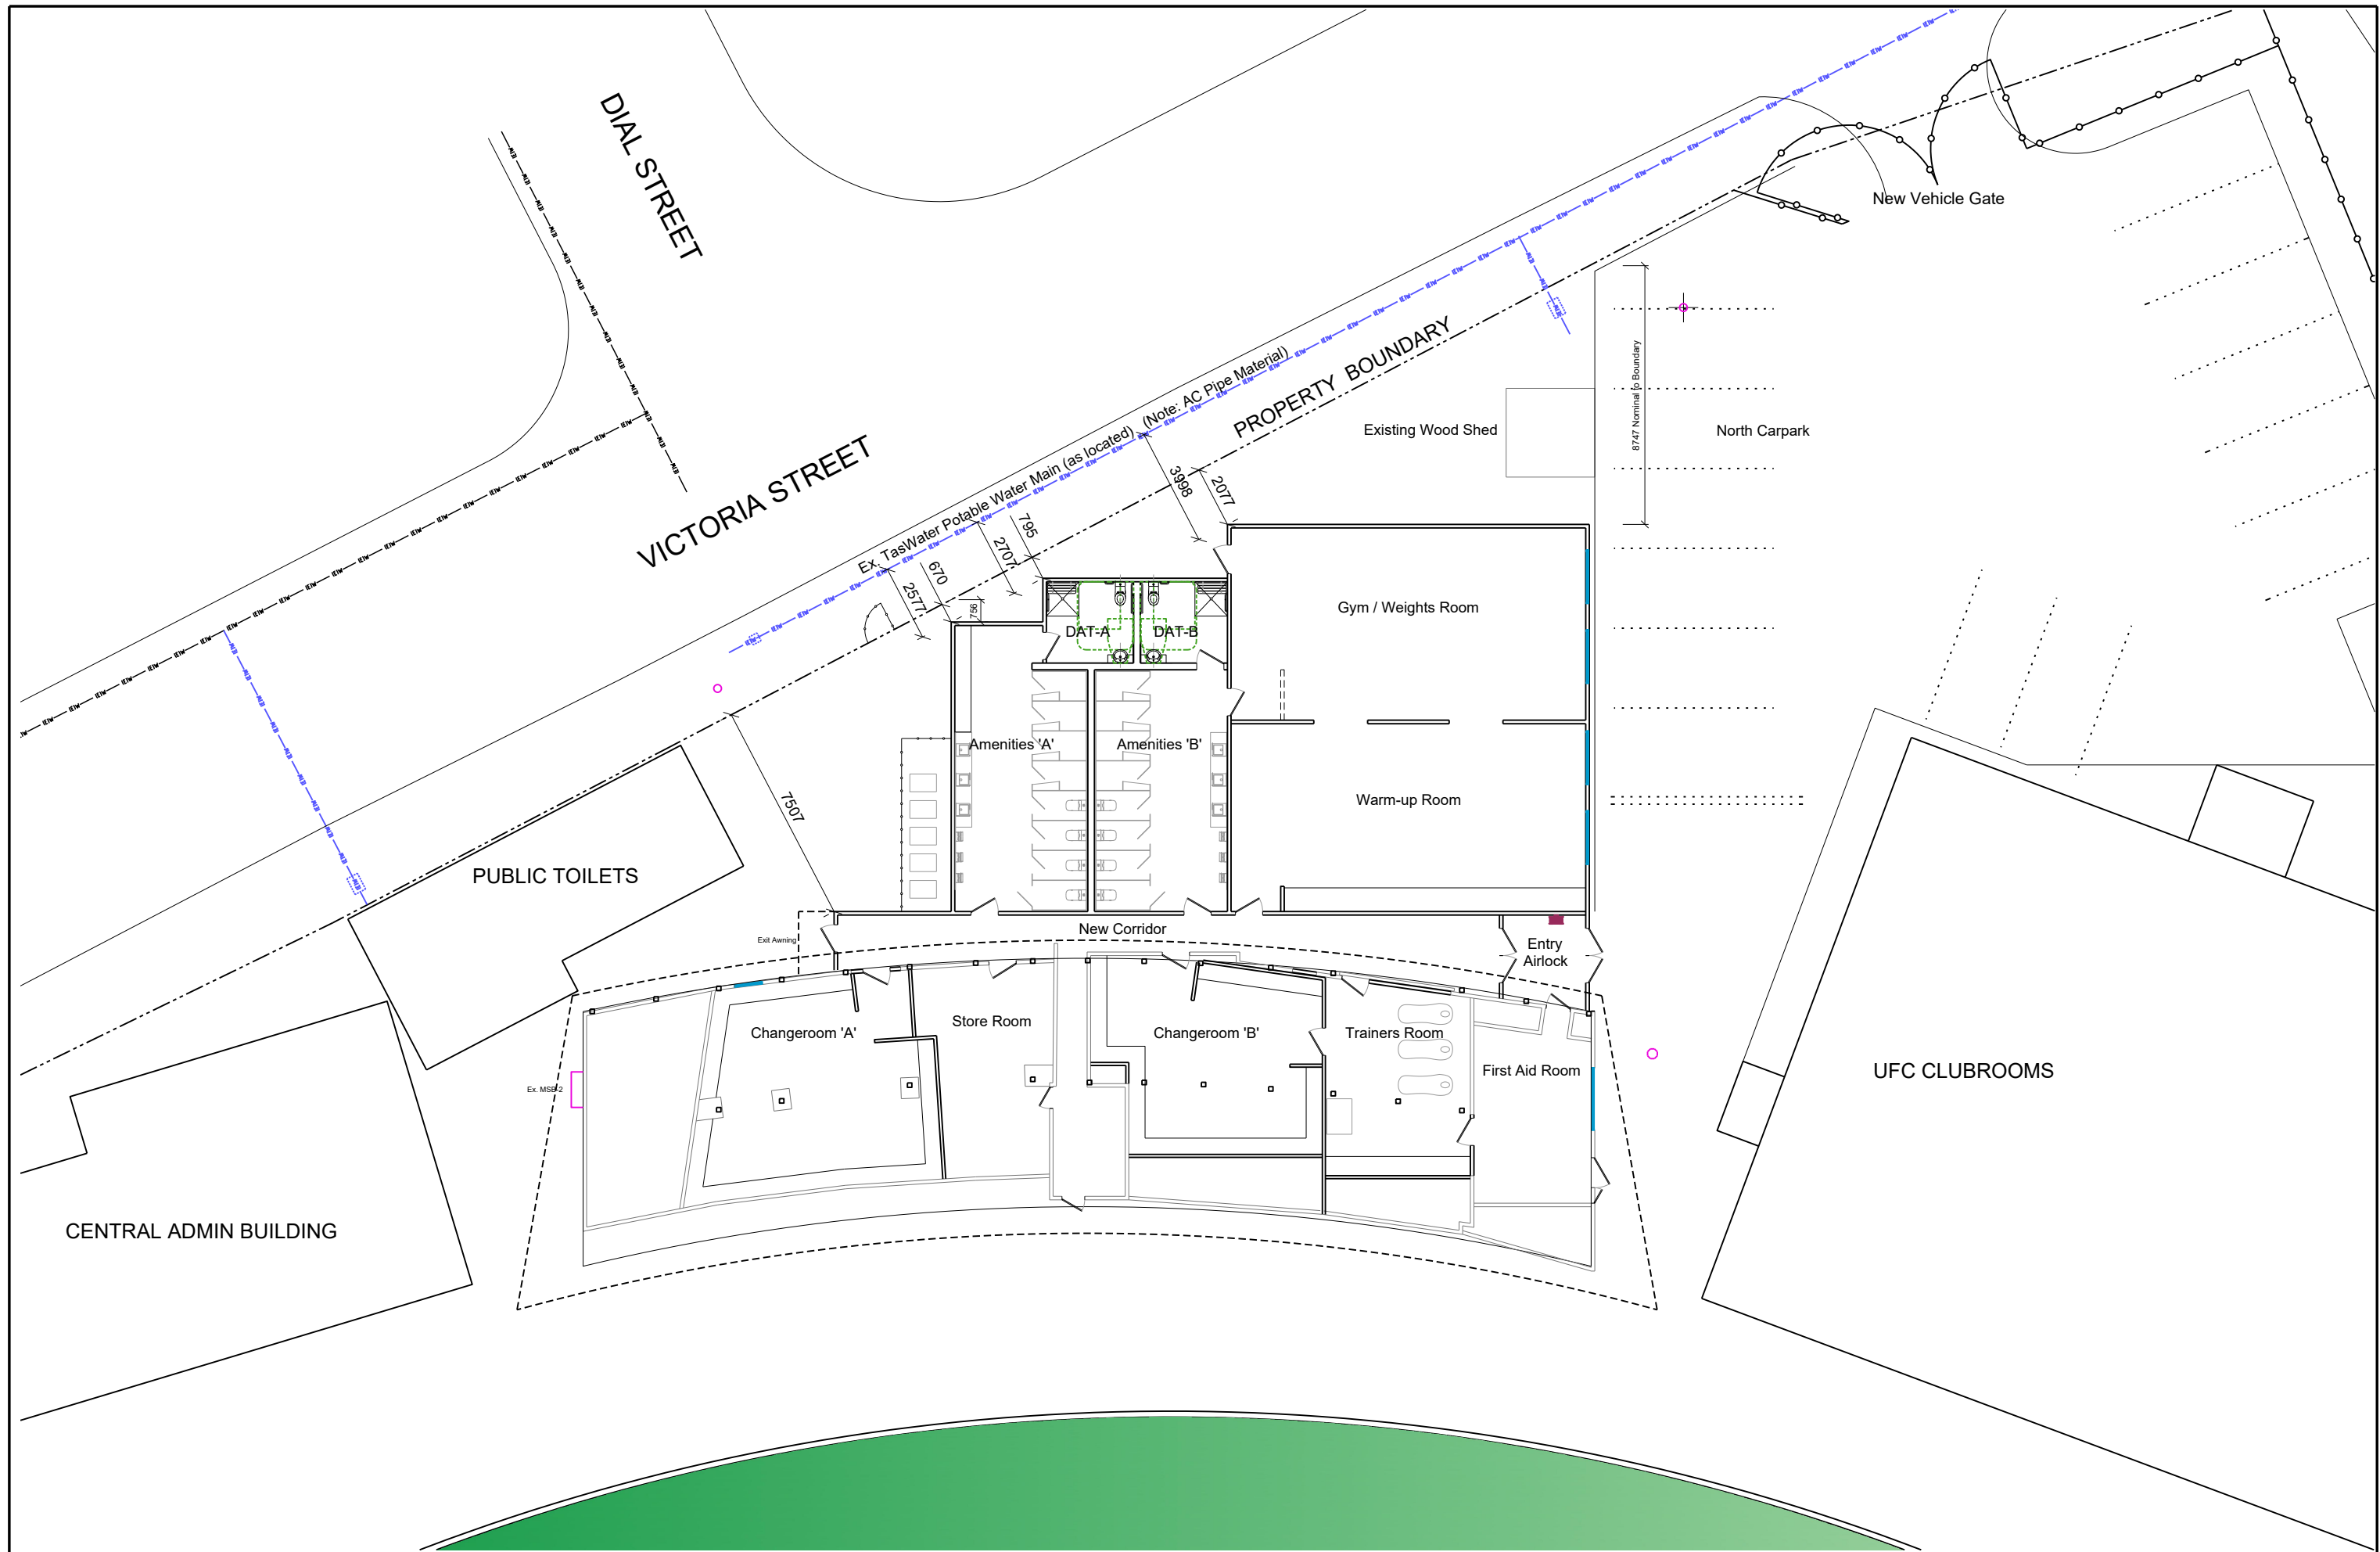 DIAL STREET
New Vehicle Gate
VICTORIA STREET
Ex. TasWater Potable Water Main (as located) (Note: AC Pipe Material)
PROPERTY BOUNDARY
8747 Nominal to Boundary
Existing Wood Shed
North Carpark
3998
2077
795
2707
670
2577
756
DAT-A
DAT-B
Gym / Weights Room
Amenities 'A'
Amenities 'B'
Warm-up Room
7507
PUBLIC TOILETS
New Corridor
Exit Awning
Entry
Airlock
Changeroom 'A'
Store Room
Changeroom 'B'
Trainers Room
First Aid Room
Ex. MSB-2
UFC CLUBROOMS
CENTRAL ADMIN BUILDING